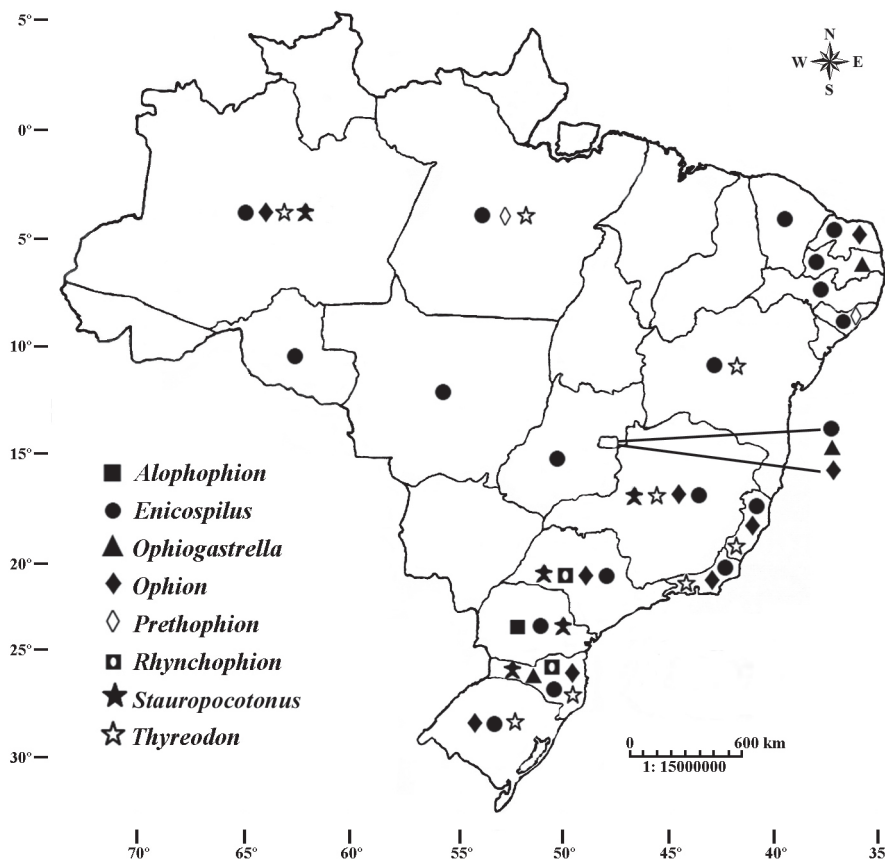 5°
N
W E
S
0°
5°
10°
15°
Alophophion
Enicospilus
Ophiogastrella
20°
Ophion
Prethophion
Rhynchophion
25°
Stauropocotonus
Thyreodon
0 600 km
1: 15000000
30°
70° 65° 60° 55° 50° 45° 40° 35